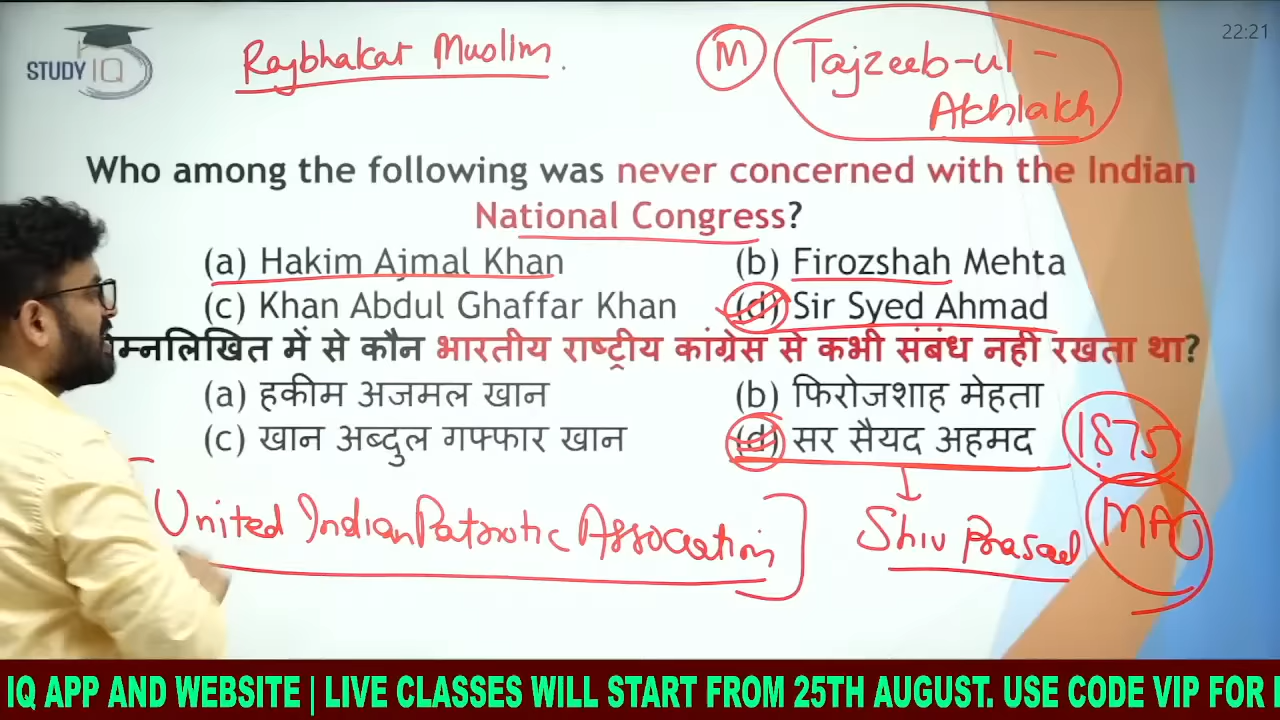 STUDY IQ
22:21
Rajbhakat Muslim.
M Tajzeeb-ul-
Akhlakh
Who among the following was never concerned with the Indian
National Congress?
(a) Hakim Ajmal Khan (b) Firozshah Mehta
(c) Khan Abdul Ghaffar Khan (d) Sir Syed Ahmad
म्नलिखित में से कौन भारतीय राष्ट्रीय कांग्रेस से कभी संबंध नहीं रखता था?
(a) हकीम अजमल खान (b) फिरोजशाह मेहता
(c) खान अब्दुल गफ्फार खान (d) सर सैयद अहमद
1875
United Indian Patriotic Association Shiv Prasad MAO
IQ APP AND WEBSITE | LIVE CLASSES WILL START FROM 25TH AUGUST. USE CODE VIP FOR